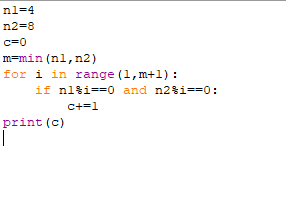 n1=4
n2=8
c=0
m=min(n1,n2)
for i in range(1,m+1):
    if n1%i==0 and n2%i==0:
        c+=1
print(c)